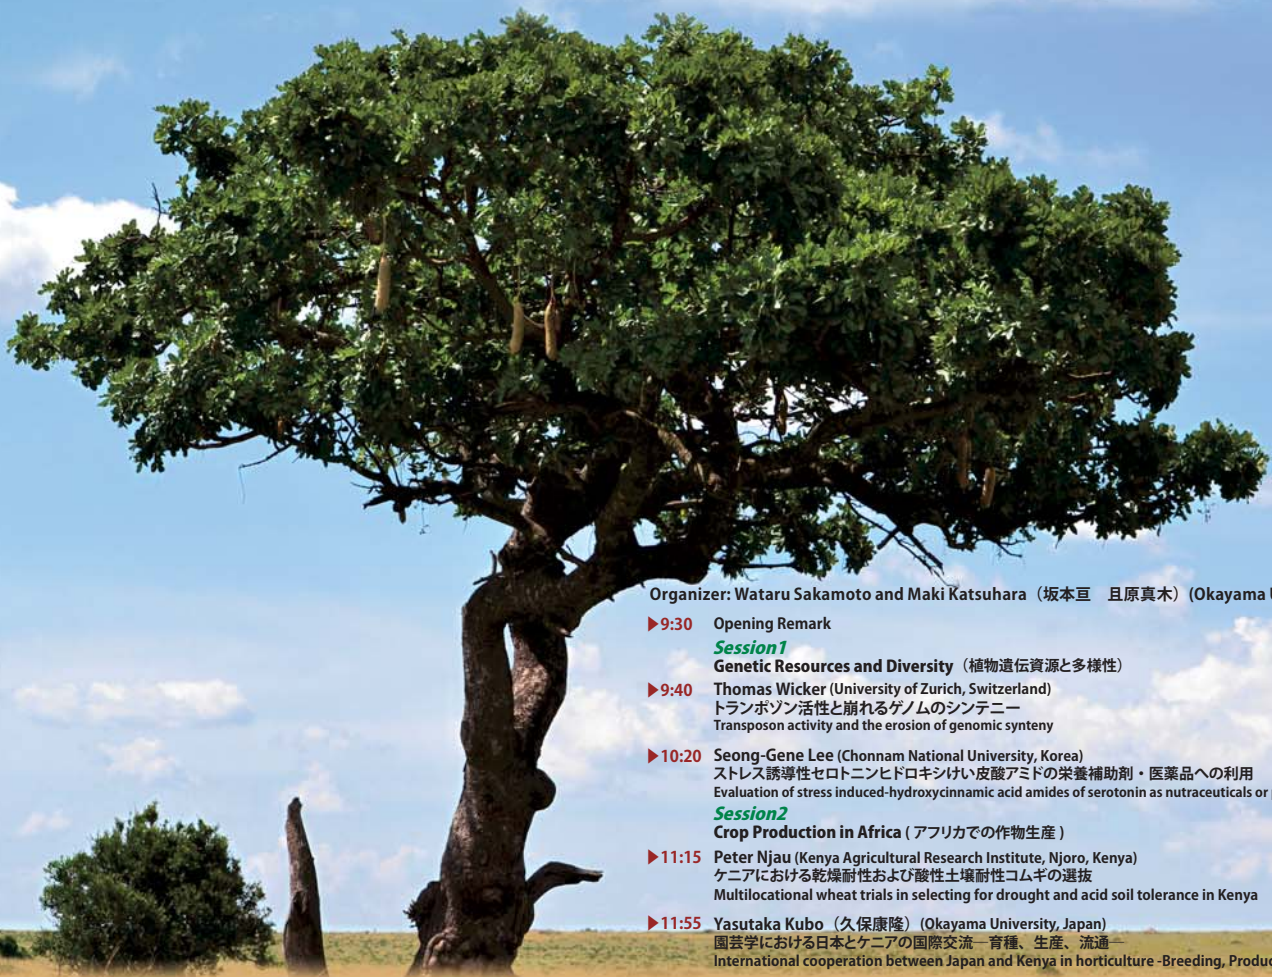 Organizer: Wataru Sakamoto and Maki Katsuhara（坂本亘　且原真木）(Okayama
▶9:30 Opening Remark
Session1
Genetic Resources and Diversity（植物遺伝資源と多様性）
▶9:40 Thomas Wicker (University of Zurich, Switzerland)
トランポゾン活性と崩れるゲノムのシンテニー
Transposon activity and the erosion of genomic synteny
▶10:20 Seong-Gene Lee (Chonnam National University, Korea)
ストレス誘導性セロトニンヒドロキシけい皮酸アミドの栄養補助剤・医薬品への利用
Evaluation of stress induced-hydroxycinnamic acid amides of serotonin as nutraceuticals or
Session2
Crop Production in Africa ( アフリカでの作物生産 )
▶11:15 Peter Njau (Kenya Agricultural Research Institute, Njoro, Kenya)
ケニアにおける乾燥耐性および酸性土壌耐性コムギの選抜
Multilocational wheat trials in selecting for drought and acid soil tolerance in Kenya
▶11:55 Yasutaka Kubo（久保康隆）(Okayama University, Japan)
園芸学における日本とケニアの国際交流―育種、生産、流通―
International cooperation between Japan and Kenya in horticulture -Breeding,